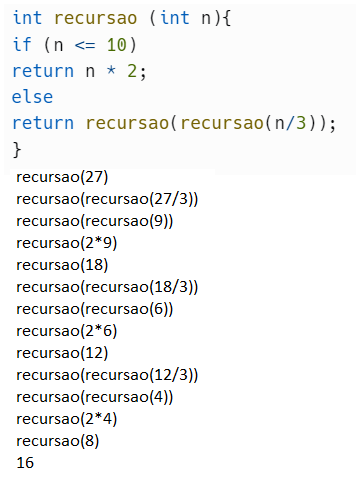 int recursao (int n){
if (n <= 10)
return n * 2;
else
return recursao(recursao(n/3));
}
recursao(27)
recursao(recursao(27/3))
recursao(recursao(9))
recursao(2*9)
recursao(18)
recursao(recursao(18/3))
recursao(recursao(6))
recursao(2*6)
recursao(12)
recursao(recursao(12/3))
recursao(recursao(4))
recursao(2*4)
recursao(8)
16